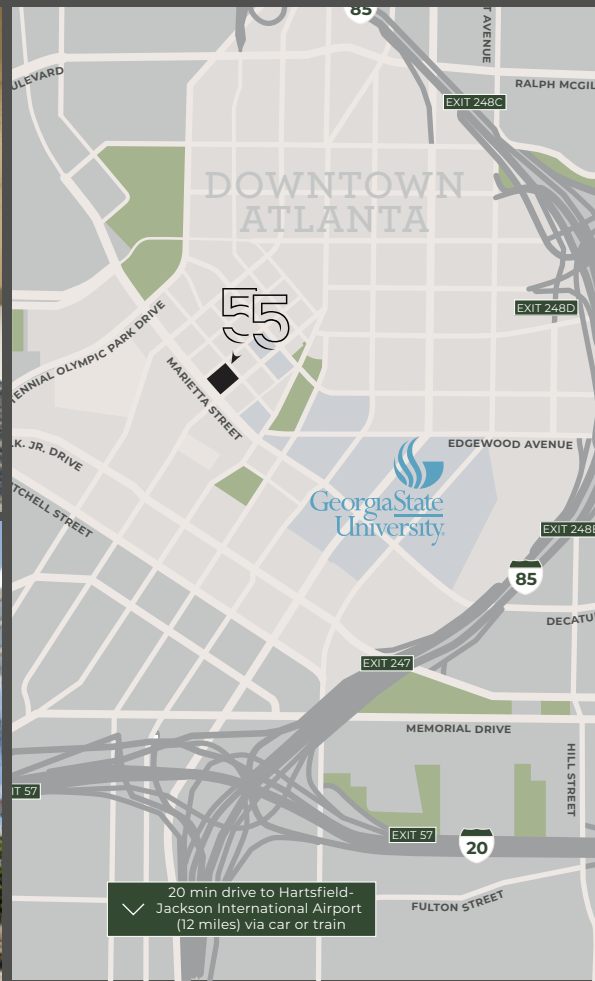 85
T AVENUE
ULEVARD
RALPH MCGIL
EXIT 248C
DOWNTOWN
ATLANTA
EXIT 248D
55
TENNIAL OLYMPIC PARK DRIVE
MARIETTA STREET
EDGEWOOD AVENUE
.K. JR. DRIVE
GeorgiaState
University
TCHELL STREET
EXIT 248B
85
DECATU
EXIT 247
MEMORIAL DRIVE
HILL STREET
IT 57
EXIT 57
20
20 min drive to Hartsfield-
Jackson International Airport
(12 miles) via car or train
FULTON STREET